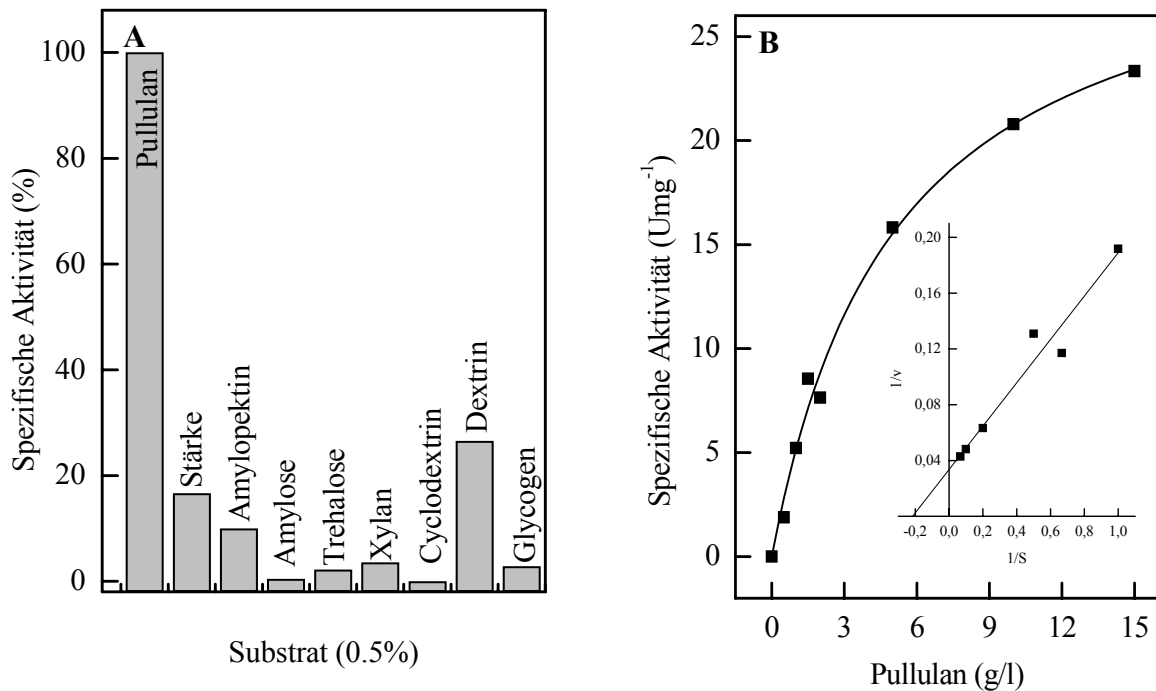 A
Spezifische Aktivität (%)
100
80
60
40
20
0
Pullulan
Stärke
Amylopektin
Amylose
Trehalose
Xylan
Cyclodextrin
Dextrin
Glycogen
Substrat (0.5%)
B
Spezifische Aktivität (Umg⁻¹)
25
20
15
10
5
0
0 3 6 9 12 15
Pullulan (g/l)
1/v
0,20
0,16
0,12
0,08
0,04
-0,2 0,0 0,2 0,4 0,6 0,8 1,0
1/S